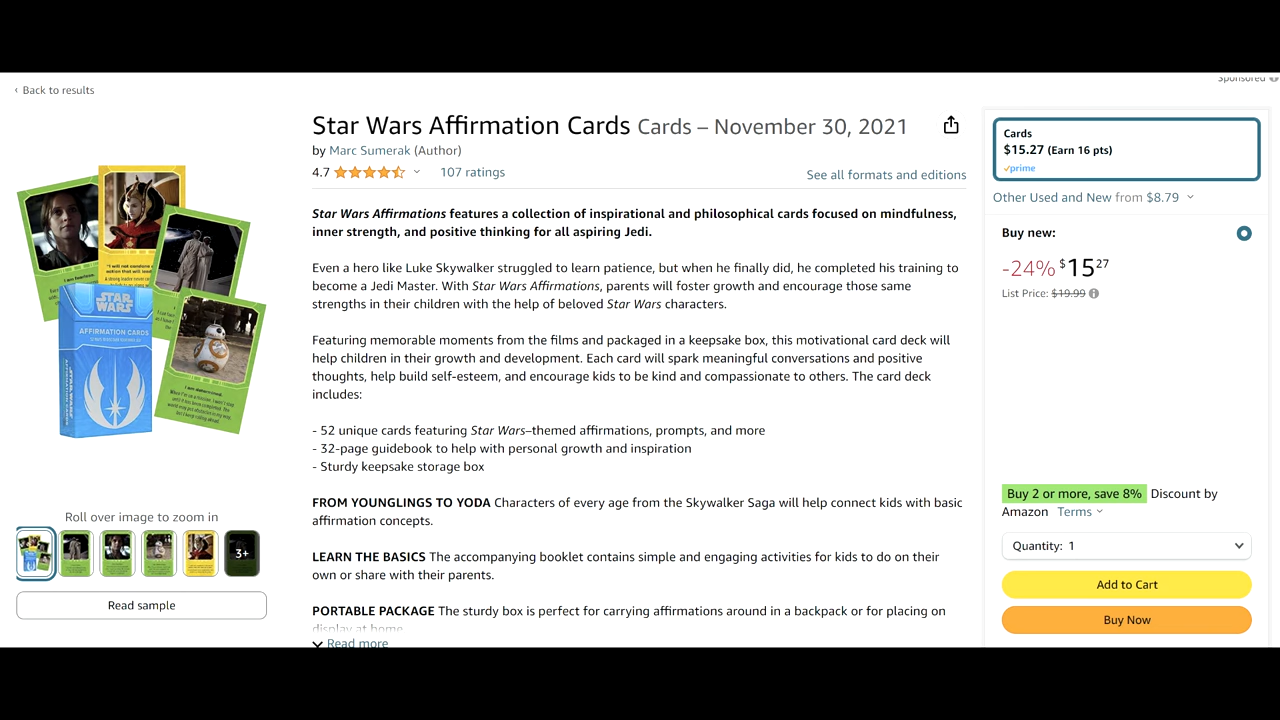 Sponsored
‹ Back to results
Star Wars Affirmation Cards Cards – November 30, 2021
by Marc Sumerak (Author)
4.7 107 ratings
See all formats and editions
Star Wars Affirmations features a collection of inspirational and philosophical cards focused on mindfulness,
inner strength, and positive thinking for all aspiring Jedi.
Even a hero like Luke Skywalker struggled to learn patience, but when he finally did, he completed his training to
become a Jedi Master. With Star Wars Affirmations, parents will foster growth and encourage those same
strengths in their children with the help of beloved Star Wars characters.
Featuring memorable moments from the films and packaged in a keepsake box, this motivational card deck will
help children in their growth and development. Each card will spark meaningful conversations and positive
thoughts, help build self-esteem, and encourage kids to be kind and compassionate to others. The card deck
includes:
- 52 unique cards featuring Star Wars–themed affirmations, prompts, and more
- 32-page guidebook to help with personal growth and inspiration
- Sturdy keepsake storage box
FROM YOUNGLINGS TO YODA Characters of every age from the Skywalker Saga will help connect kids with basic
affirmation concepts.
LEARN THE BASICS The accompanying booklet contains simple and engaging activities for kids to do on their
own or share with their parents.
PORTABLE PACKAGE The sturdy box is perfect for carrying affirmations around in a backpack or for placing on
display at home.
Read more
STAR
WARS
AFFIRMATION CARDS
STAR WARS
AFFIRMATION CARDS
I am determined.
Roll over image to zoom in
3+
Read sample
Cards
$15.27 (Earn 16 pts)
prime
Other Used and New from $8.79
Buy new:
-24% $15 27
List Price: $19.99
Buy 2 or more, save 8% Discount by
Amazon Terms
Quantity: 1
Add to Cart
Buy Now